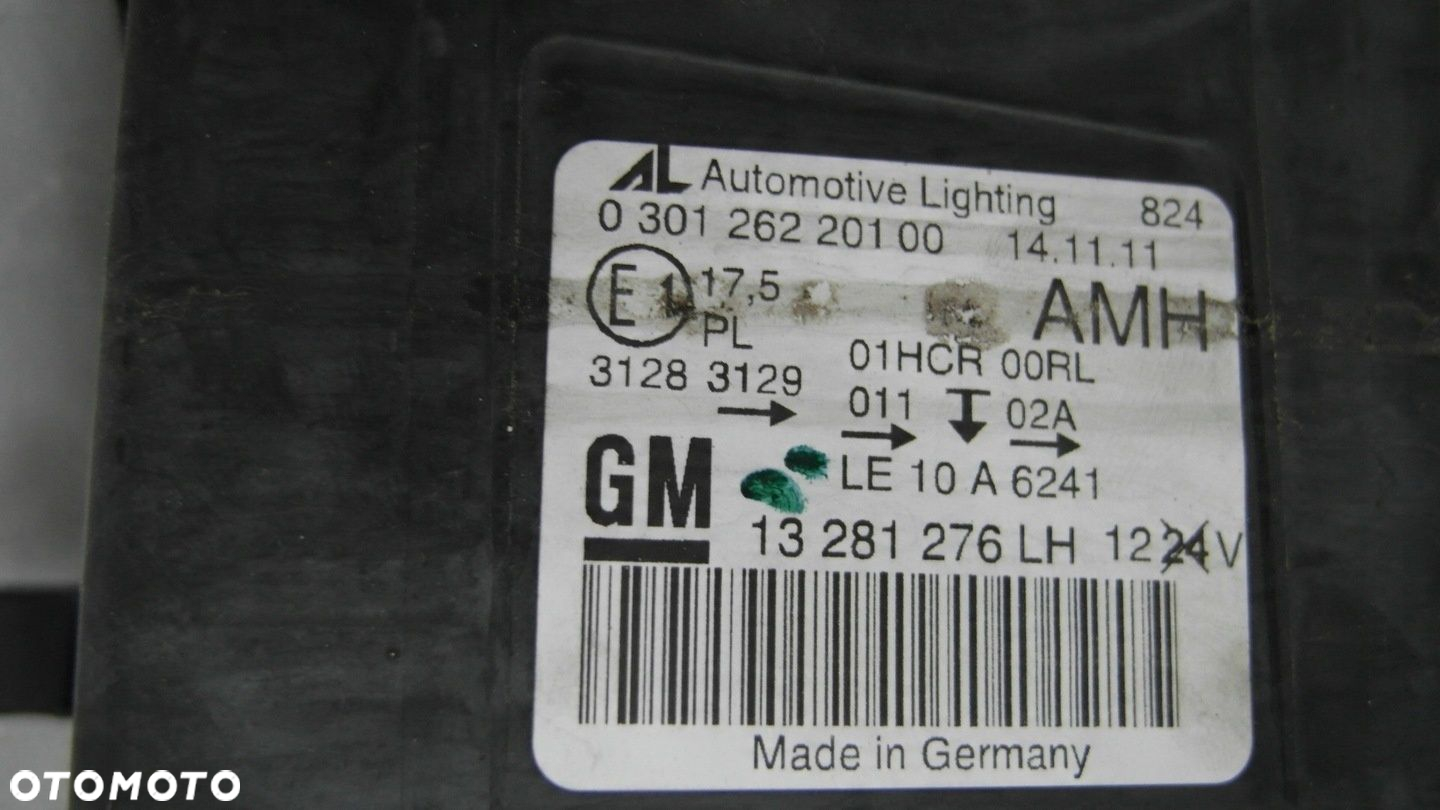 AL Automotive Lighting 824
0 301 262 201 00 14.11.11
E1 17,5 AMH
PL
3128 3129 01HCR 00RL
011 02A
LE 10 A 6241
GM
13 281 276 LH 12 24 V
Made in Germany
OTOMOTO